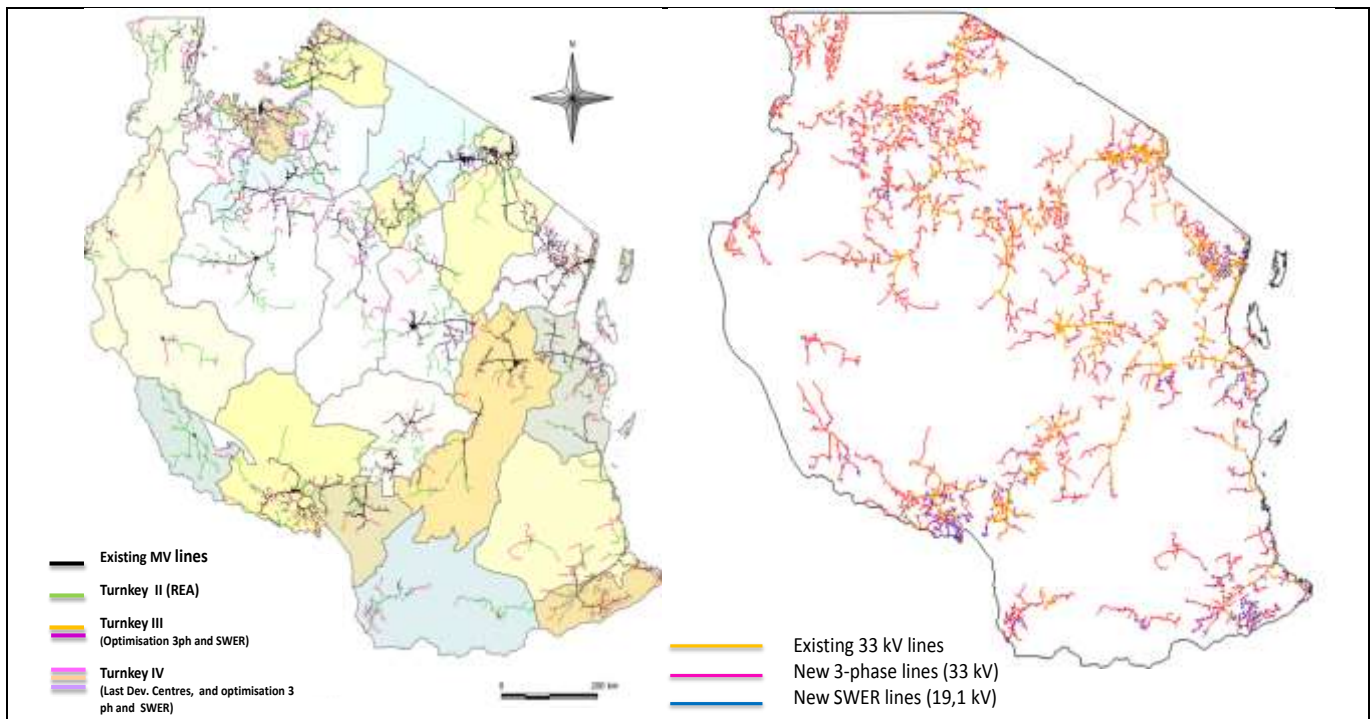 N
Existing MV lines
Turnkey II (REA)
Turnkey III
(Optimisation 3ph and SWER)
Turnkey IV
(Last Dev. Centres, and optimisation 3
ph and SWER)
0 200 km
Existing 33 kV lines
New 3-phase lines (33 kV)
New SWER lines (19,1 kV)